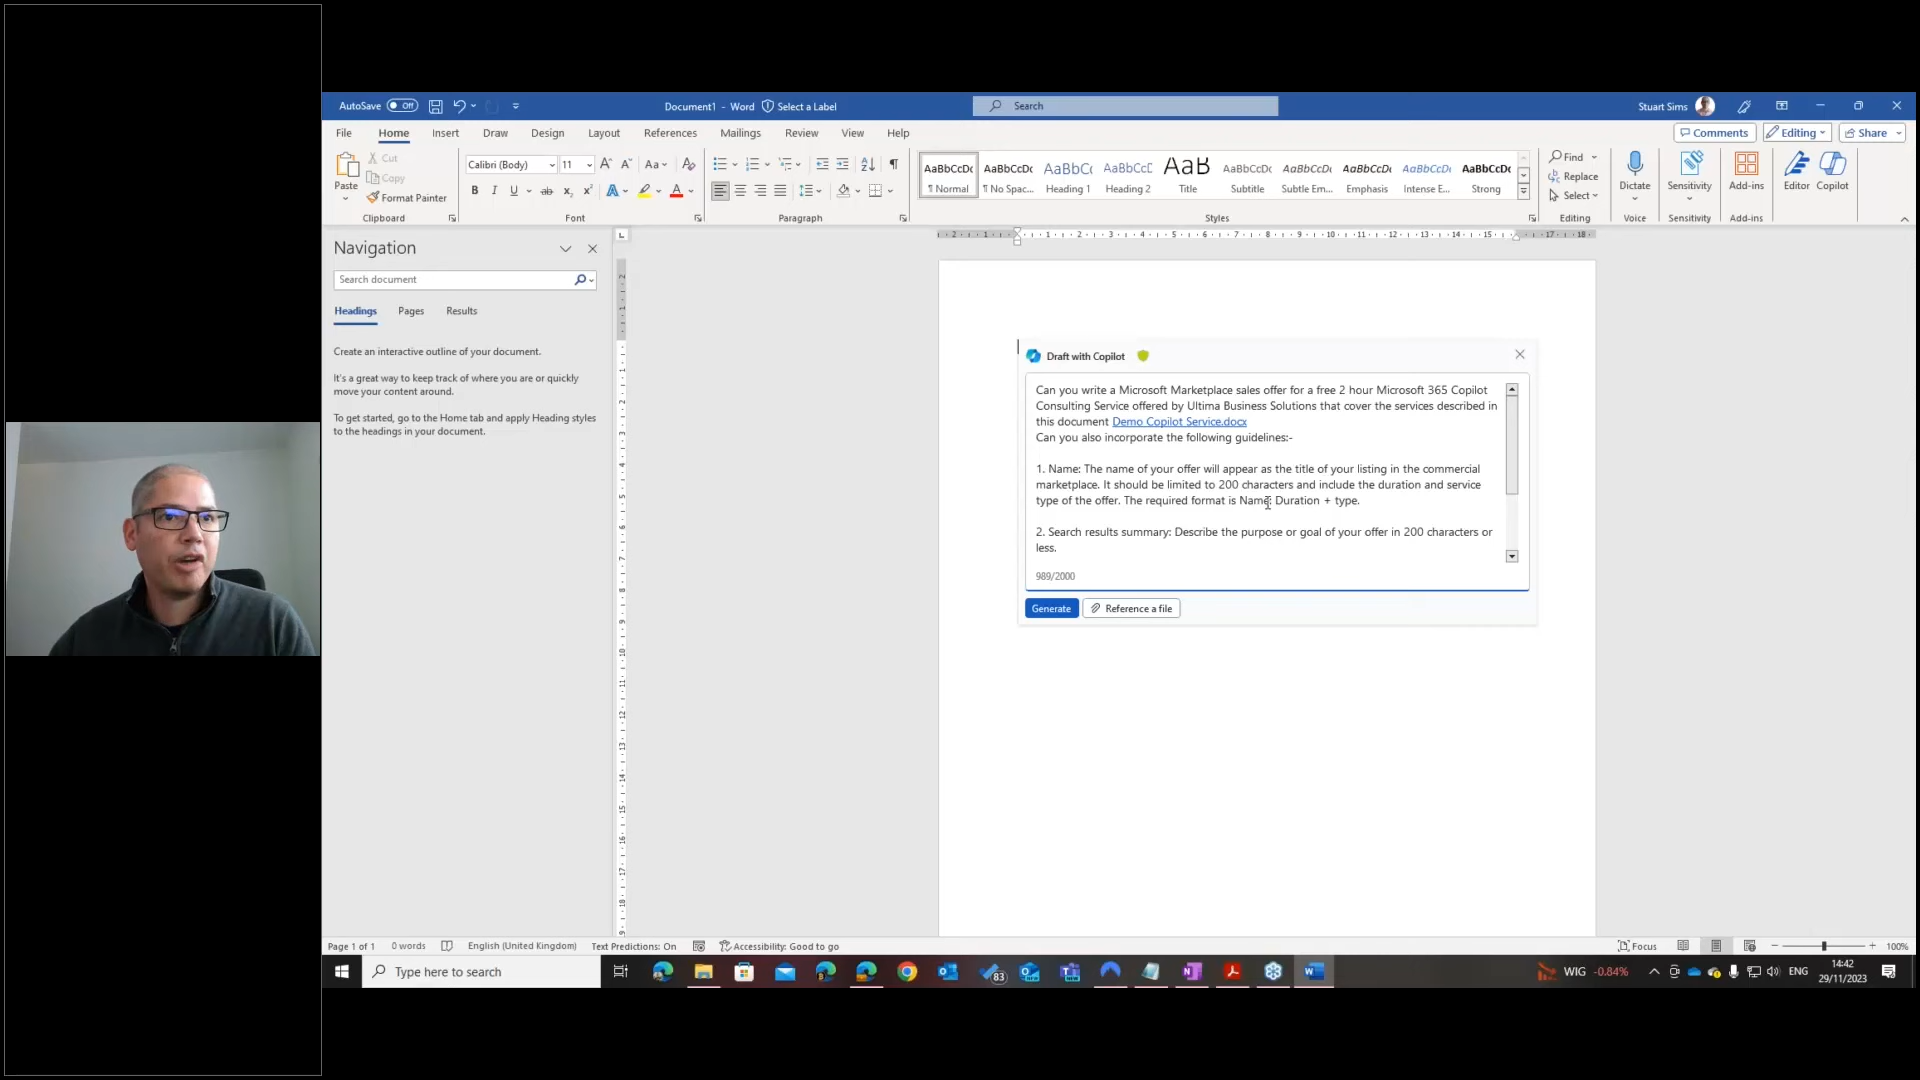 AutoSave Off
Document1 - Word Select a Label
Search
Stuart Sims
File Home Insert Draw Design Layout References Mailings Review View Help
Comments Editing Share
Paste
Cut
Copy
Format Painter
Clipboard
Calibri (Body) 11
Font
Paragraph
AaBbCcDc AaBbCcDc AaBbC AaBbCcD AaB AaBbCcDc AaBbCcDc AaBbCcDc AaBbCcDc AaBbCcDc
¶ Normal ¶ No Spac... Heading 1 Heading 2 Title Subtitle Subtle Em... Emphasis Intense E... Strong
Styles
Find
Replace
Select
Editing
Dictate
Voice
Sensitivity
Sensitivity
Add-ins
Add-ins
Editor
Copilot
Navigation
Search document
Headings Pages Results
Create an interactive outline of your document.
It's a great way to keep track of where you are or quickly
move your content around.
To get started, go to the Home tab and apply Heading styles
to the headings in your document.
Draft with Copilot
Can you write a Microsoft Marketplace sales offer for a free 2 hour Microsoft 365 Copilot
Consulting Service offered by Ultima Business Solutions that cover the services described in
this document Demo Copilot Service.docx
Can you also incorporate the following guidelines:-
1. Name: The name of your offer will appear as the title of your listing in the commercial
marketplace. It should be limited to 200 characters and include the duration and service
type of the offer. The required format is Name: Duration + type.
2. Search results summary: Describe the purpose or goal of your offer in 200 characters or
less.
989/2000
Generate Reference a file
Page 1 of 1 0 words English (United Kingdom) Text Predictions: On Accessibility: Good to go
Focus 100%
Type here to search
83
WIG -0.84%
ENG
14:42
29/11/2023